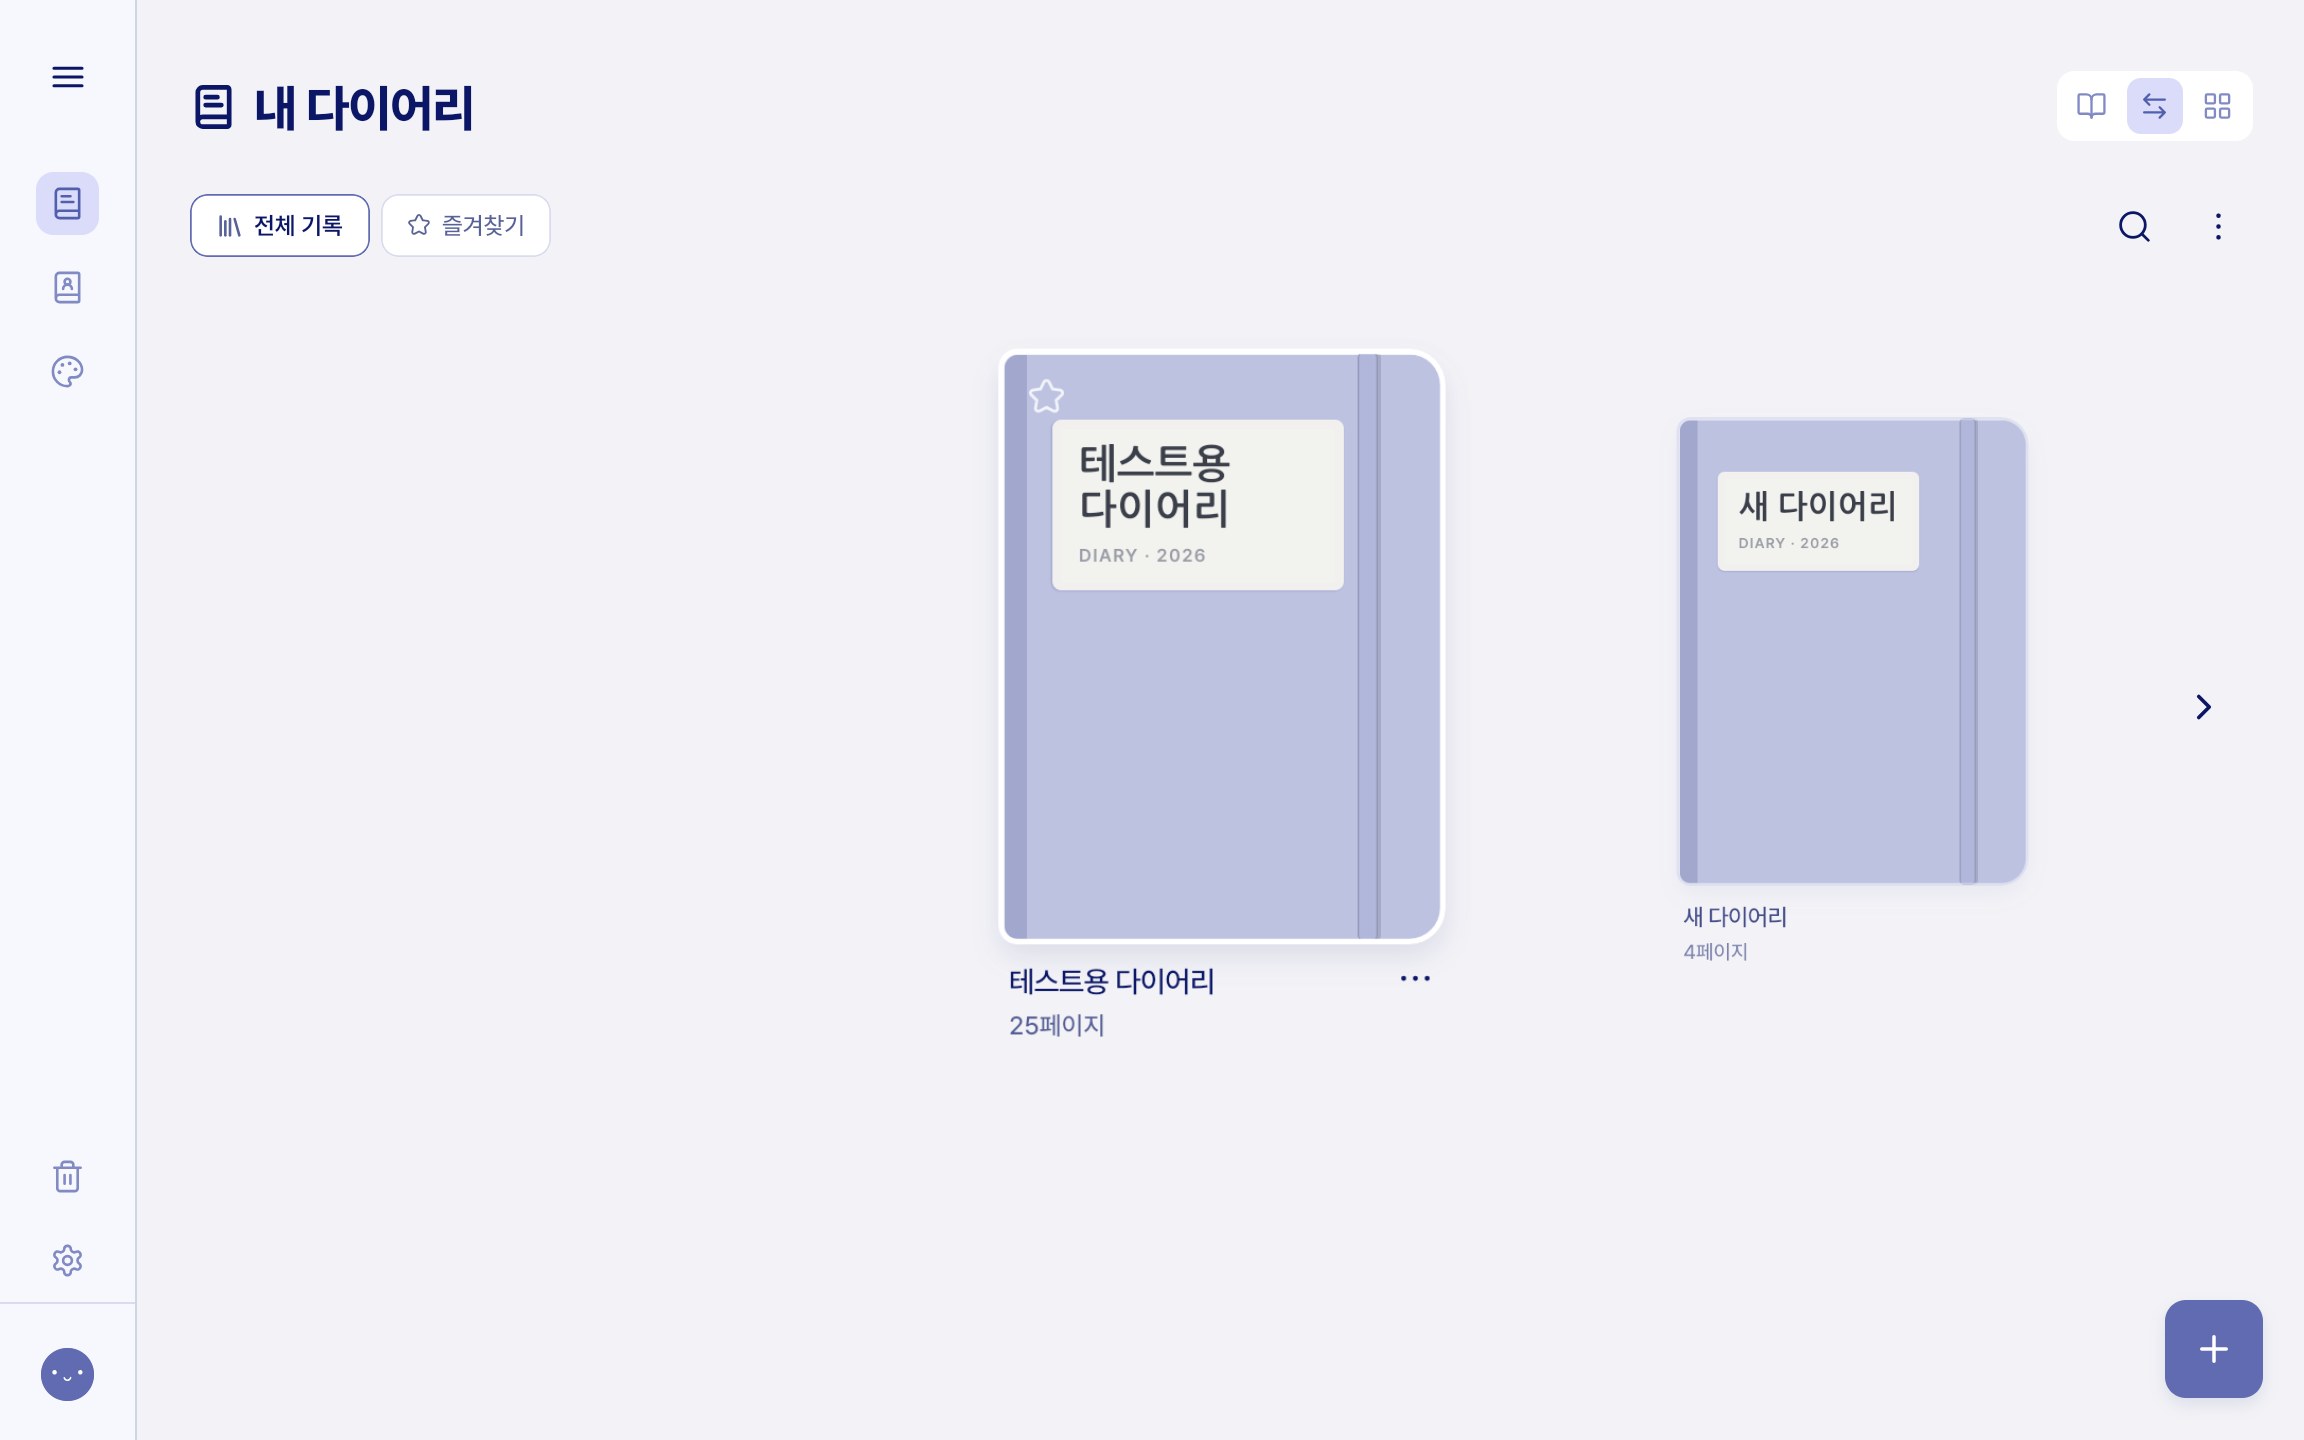 내 다이어리
전체 기록
즐겨찾기
테스트용
다이어리
DIARY · 2026
테스트용 다이어리
25페이지
새 다이어리
DIARY · 2026
새 다이어리
4페이지